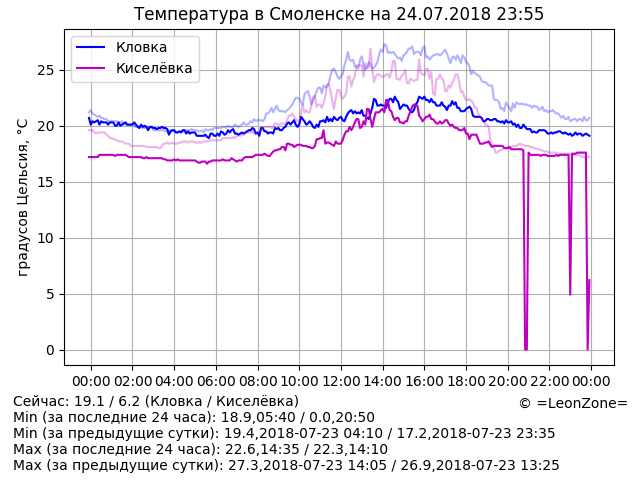 Температура в Смоленске на 24.07.2018 23:55
Кловка
Киселёвка
градусов Цельсия, °C
25
20
15
10
5
0
00:00 02:00 04:00 06:00 08:00 10:00 12:00 14:00 16:00 18:00 20:00 22:00 00:00
Сейчас: 19.1 / 6.2 (Кловка / Киселёвка)
© =LeonZone=
Min (за последние 24 часа): 18.9,05:40 / 0.0,20:50
Min (за предыдущие сутки): 19.4,2018-07-23 04:10 / 17.2,2018-07-23 23:35
Max (за последние 24 часа): 22.6,14:35 / 22.3,14:10
Max (за предыдущие сутки): 27.3,2018-07-23 14:05 / 26.9,2018-07-23 13:25